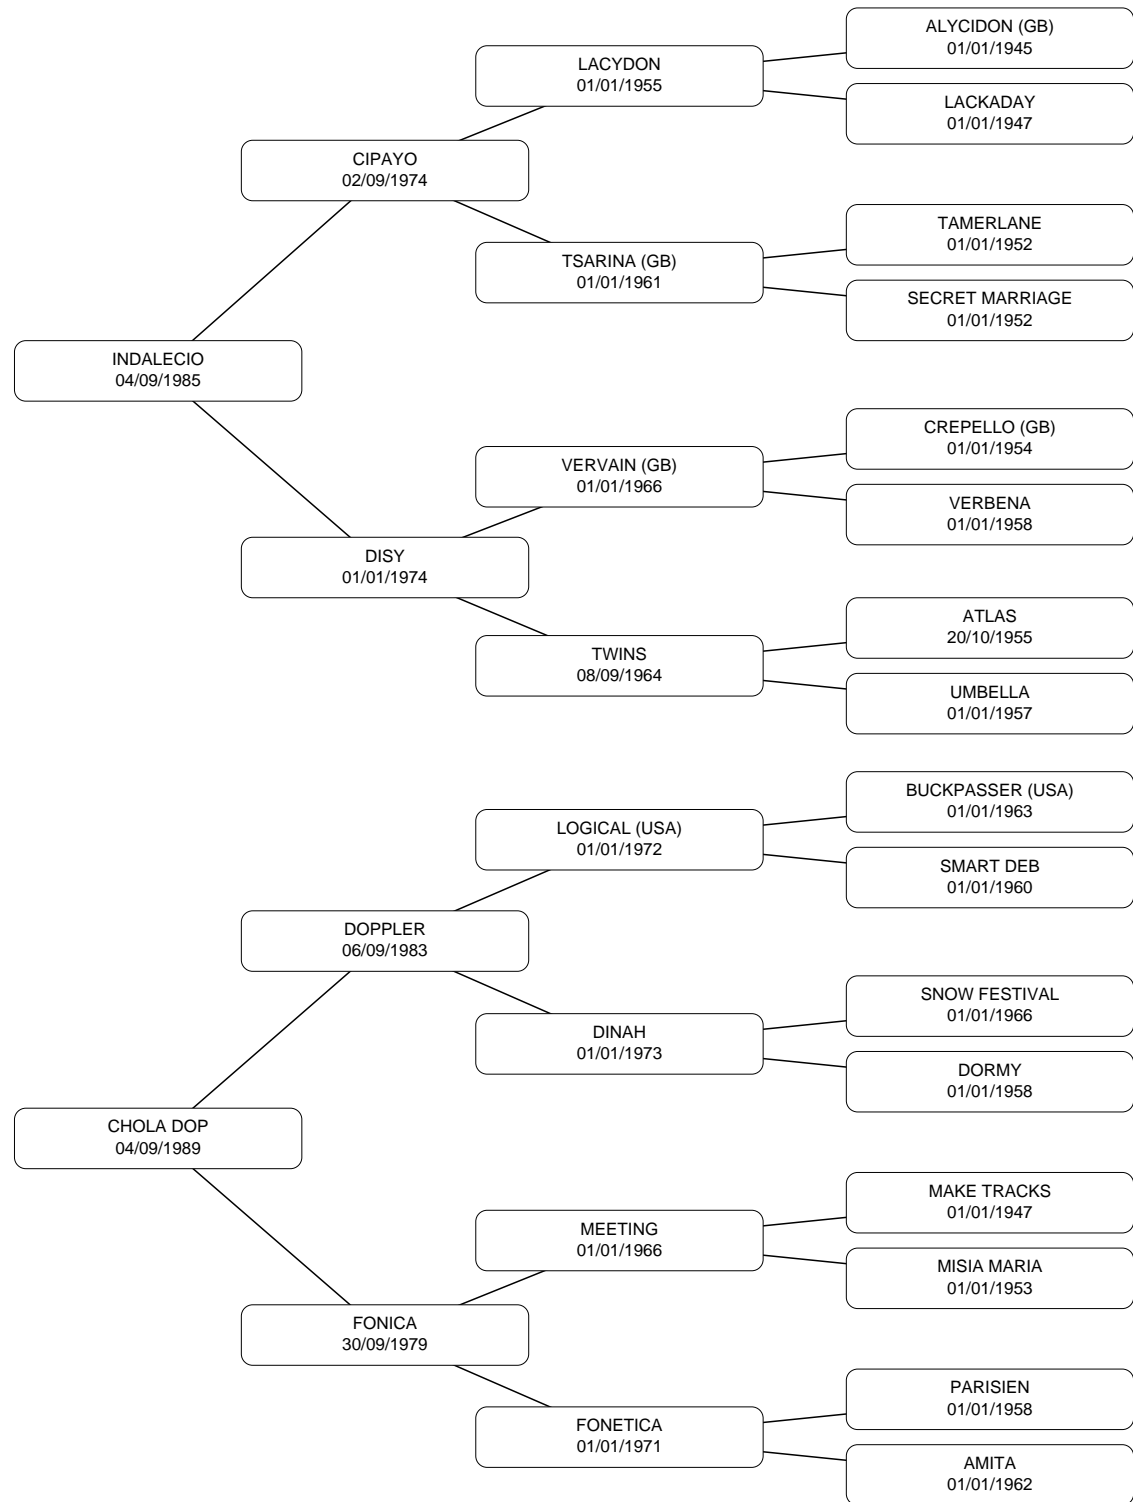 ALYCIDON (GB)
01/01/1945
LACYDON
01/01/1955
LACKADAY
01/01/1947
CIPAYO
02/09/1974
TAMERLANE
01/01/1952
TSARINA (GB)
01/01/1961
SECRET MARRIAGE
01/01/1952
INDALECIO
04/09/1985
CREPELLO (GB)
01/01/1954
VERVAIN (GB)
01/01/1966
VERBENA
01/01/1958
DISY
01/01/1974
ATLAS
20/10/1955
TWINS
08/09/1964
UMBELLA
01/01/1957
BUCKPASSER (USA)
01/01/1963
LOGICAL (USA)
01/01/1972
SMART DEB
01/01/1960
DOPPLER
06/09/1983
SNOW FESTIVAL
01/01/1966
DINAH
01/01/1973
DORMY
01/01/1958
CHOLA DOP
04/09/1989
MAKE TRACKS
01/01/1947
MEETING
01/01/1966
MISIA MARIA
01/01/1953
FONICA
30/09/1979
PARISIEN
01/01/1958
FONETICA
01/01/1971
AMITA
01/01/1962